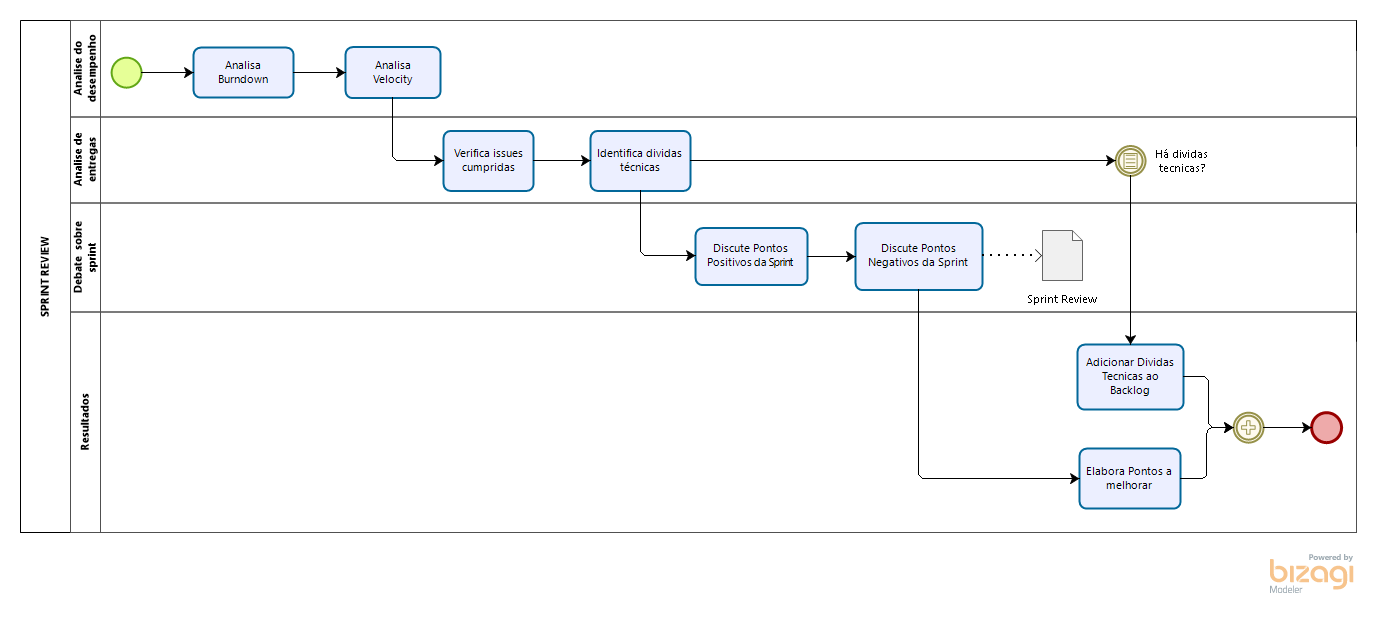 SPRINT REVIEW
Analise do
desempenho
Analisa
Burndown
Analisa
Velocity
Analise de
entregas
Verifica issues
cumpridas
Identifica dividas
técnicas
Há dividas
tecnicas?
Debate sobre
sprint
Discute Pontos
Positivos da Sprint
Discute Pontos
Negativos da Sprint
Sprint Review
Resultados
Adicionar Dividas
Tecnicas ao
Backlog
Elabora Pontos a
melhorar
Powered by
bizagi
Modeler